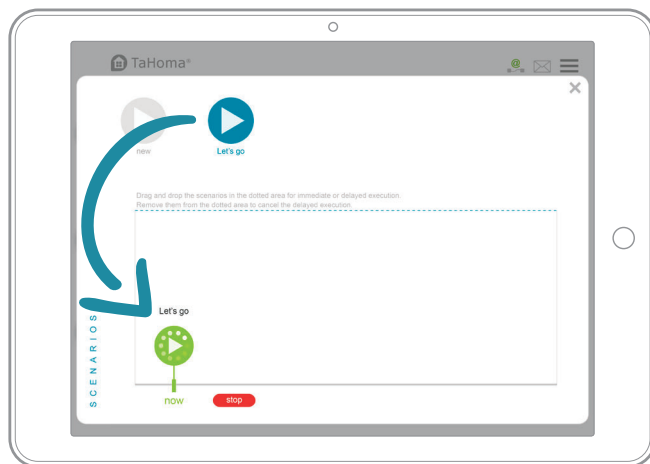 TaHoma®
@
new
Let's go
Drag and drop the scenarios in the dotted area for immediate or delayed execution.
Remove them from the dotted area to cancel the delayed execution.
Let's go
SCENARIOS
now
stop